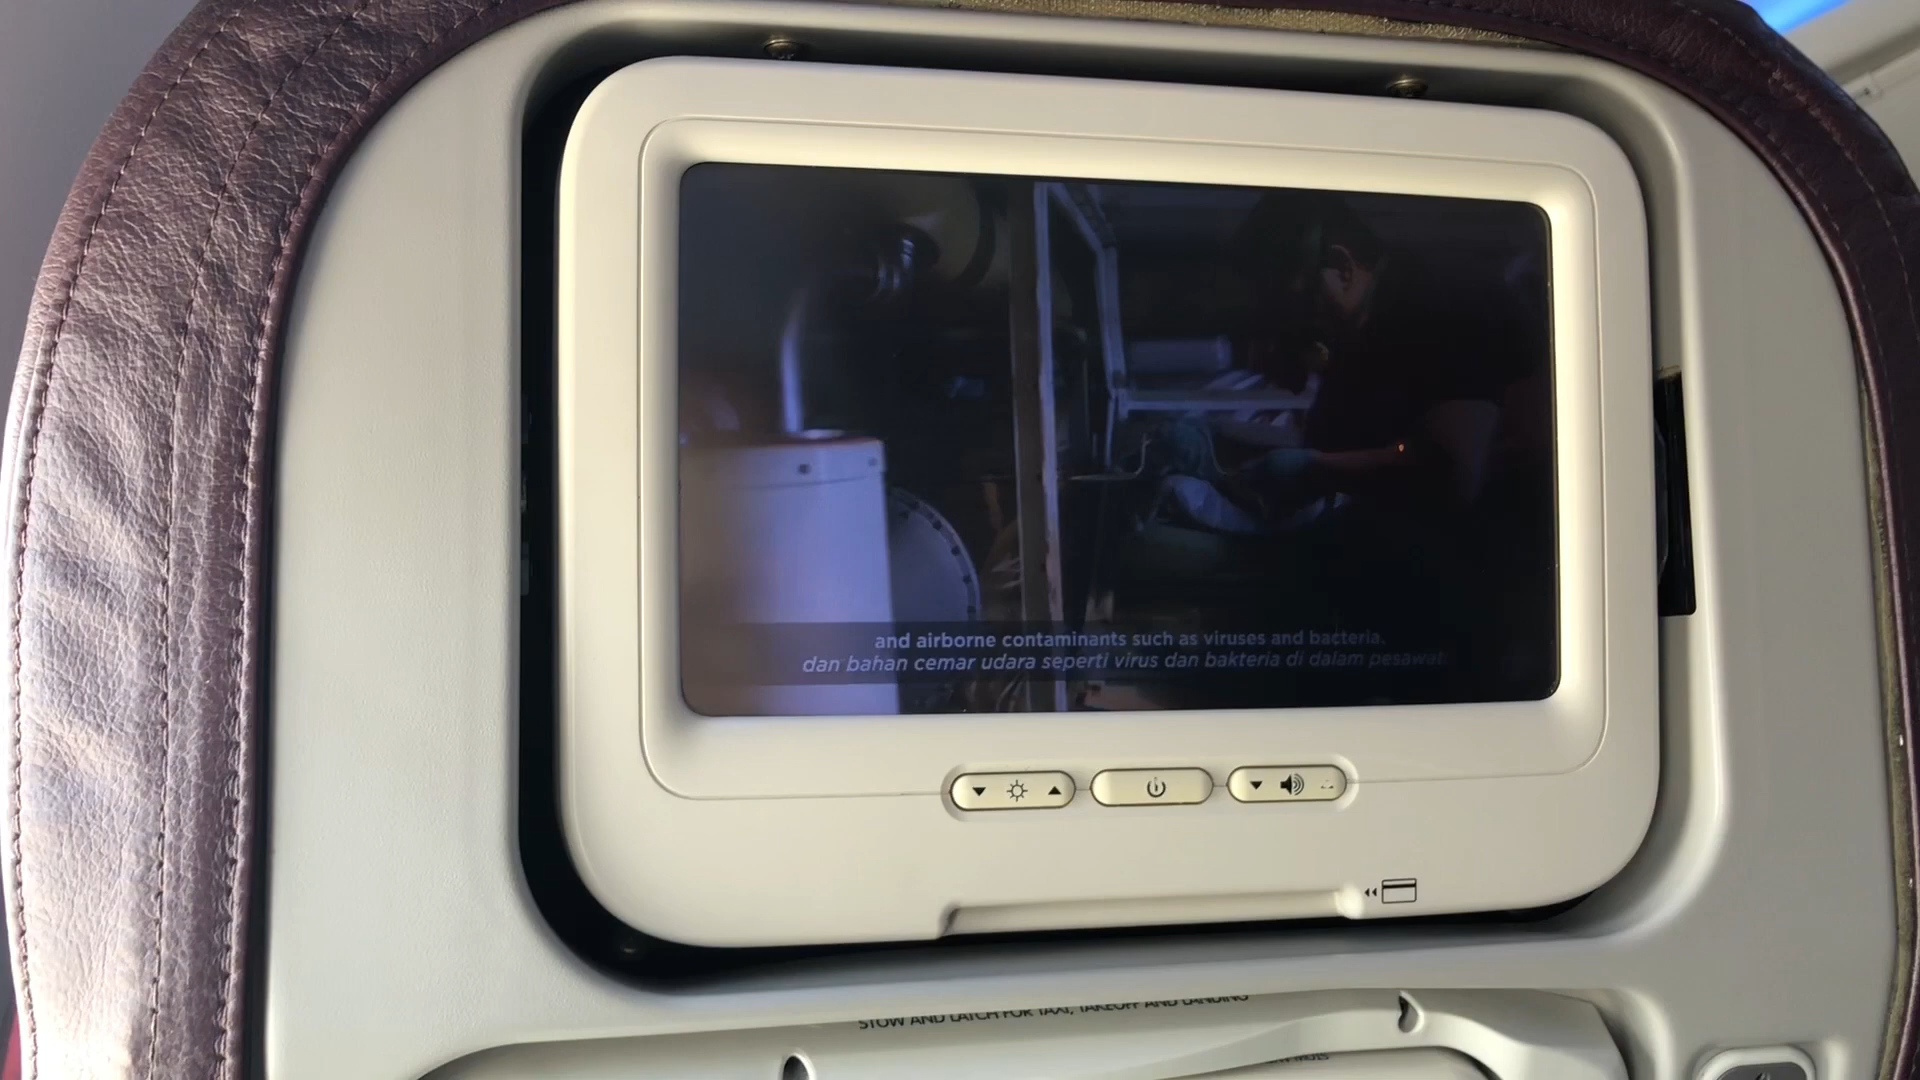 and airborne contaminants such as viruses and bacteria.
dan bahan cemar udara seperti virus dan bakteria di dalam pesawat.
STOW AND LATCH FOR TAXI, TAKEOFF AND LANDING